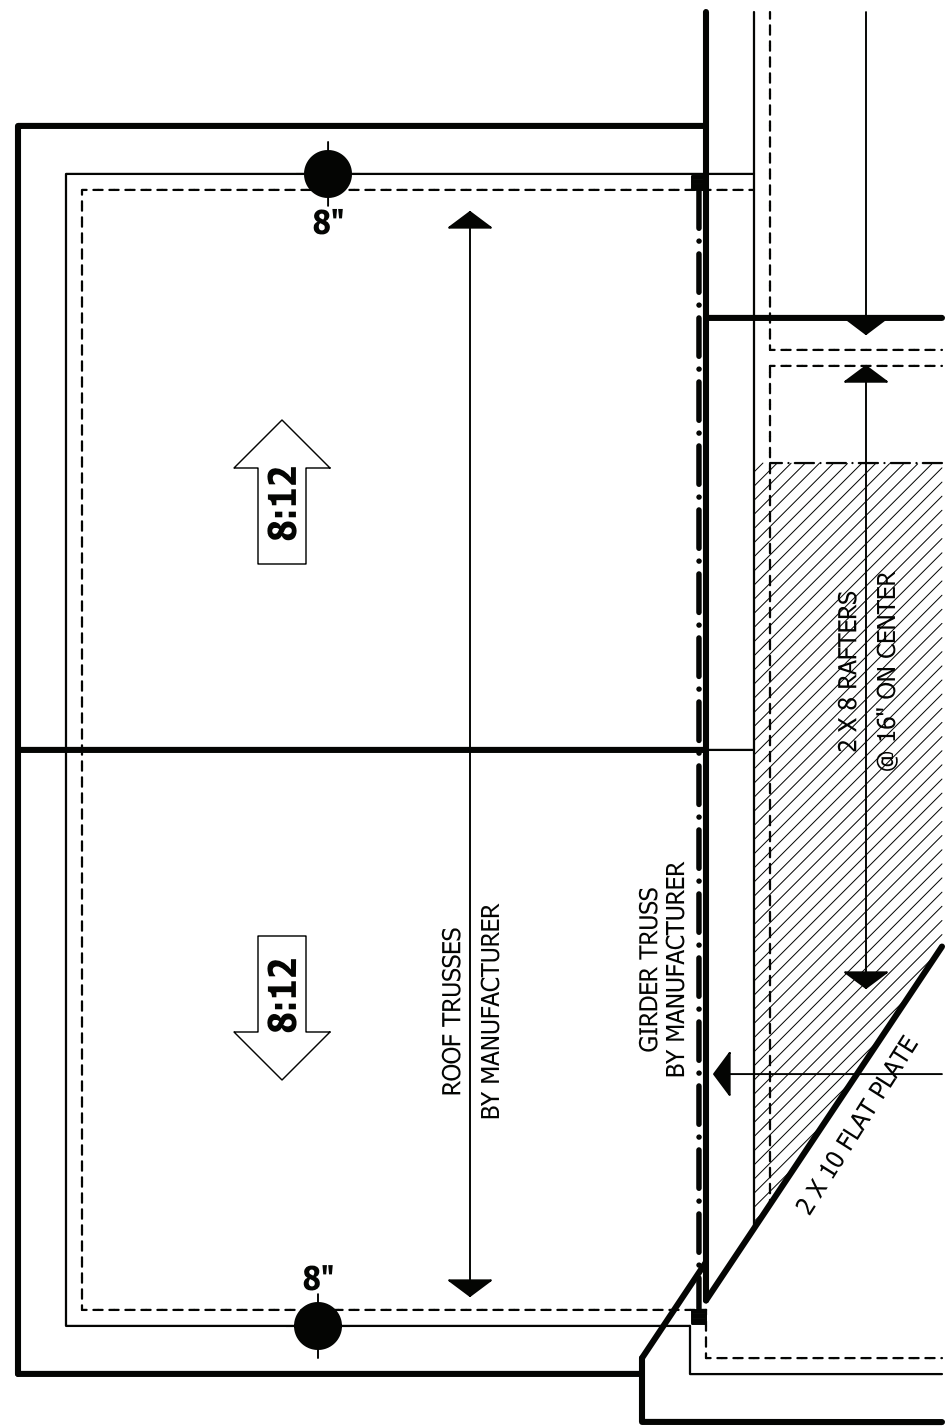 8"
8:12
2 X 8 RAFTERS
@ 16" ON CENTER
8:12
ROOF TRUSSES
BY MANUFACTURER
GIRDER TRUSS
BY MANUFACTURER
2 X 10 FLAT PLATE
8"